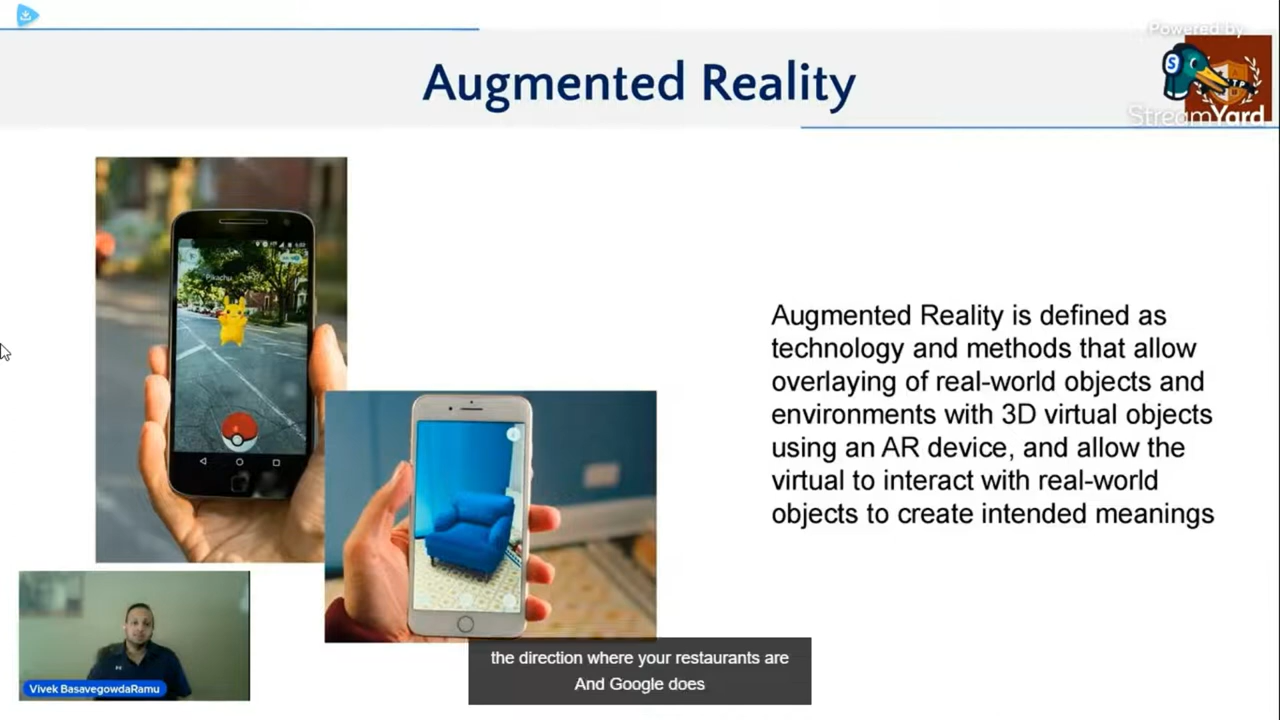 Powered by
StreamYard
S
Augmented Reality
Pikachu
Augmented Reality is defined as
technology and methods that allow
overlaying of real-world objects and
environments with 3D virtual objects
using an AR device, and allow the
virtual to interact with real-world
objects to create intended meanings
the direction where your restaurants are
And Google does
Vivek BasavegowdaRamu